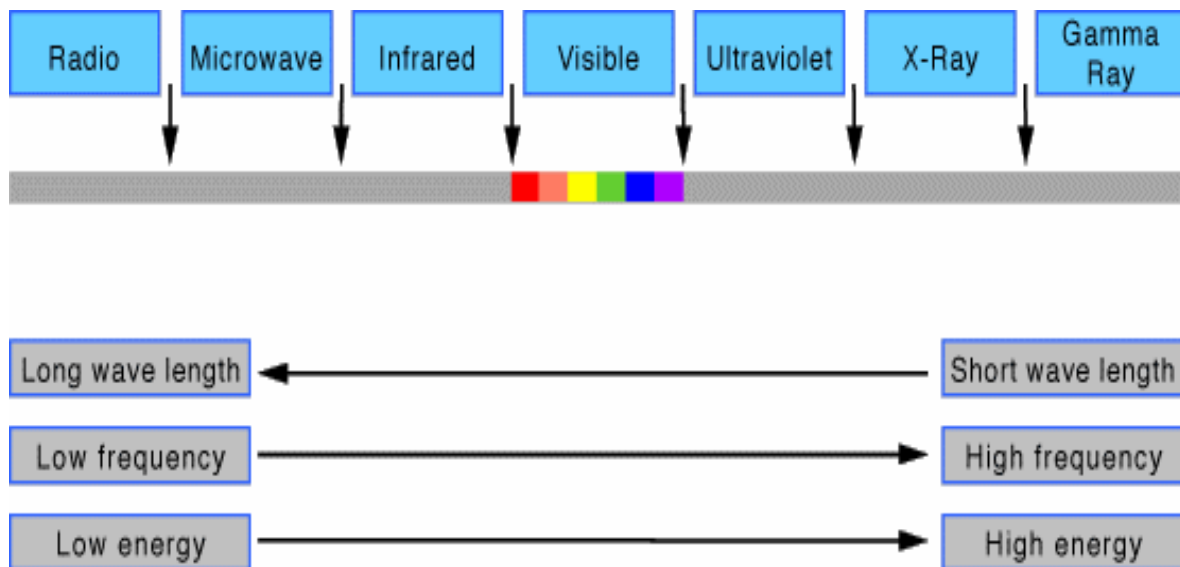 Radio
Microwave
Infrared
Visible
Ultraviolet
X-Ray
Gamma
Ray
Long wave length
Short wave length
Low frequency
High frequency
Low energy
High energy